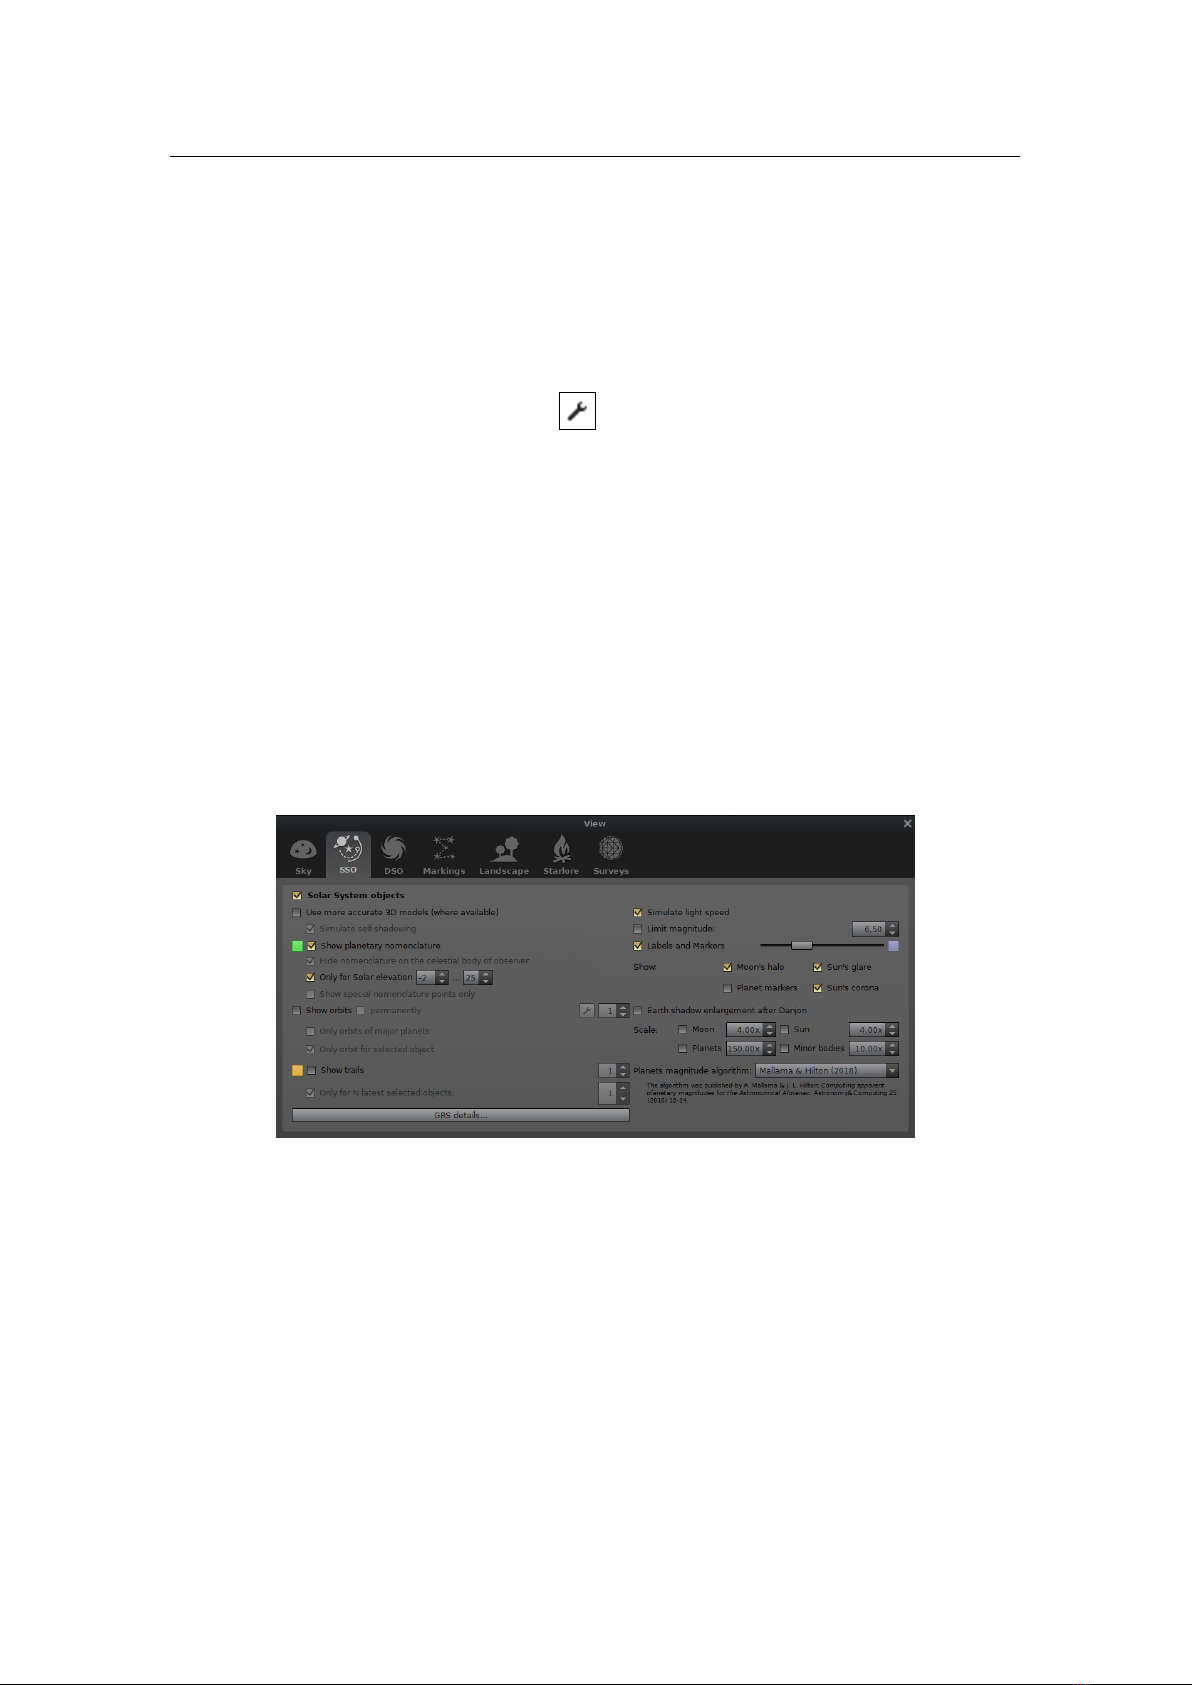 View
Sky SSO DSO Markings Landscape Starlore Surveys
Solar System objects
Use more accurate 3D models (where available)
Simulate self-shadowing
Show planetary nomenclature
Hide nomenclature on the celestial body of observer
Only for Solar elevation -2 ... 25
Show special nomenclature points only
Show orbits permanently 1
Only orbits of major planets
Only orbit for selected object
Show trails 1
Only for N latest selected objects: 1
GRS details...
Simulate light speed
Limit magnitude: 6,50
Labels and Markers
Show: Moon's halo Sun's glare
Planet markers Sun's corona
Earth shadow enlargement after Danjon
Scale: Moon 4.00x Sun 4.00x
Planets 150.00x Minor bodies 10.00x
Planets magnitude algorithm: Mallama & Hilton (2018)
The algorithm was published by A. Mallama & J. L. Hilton: Computing apparent
planetary magnitudes for the Astronomical Almanac. Astronomy&Computing 25
(2018) 10-24.